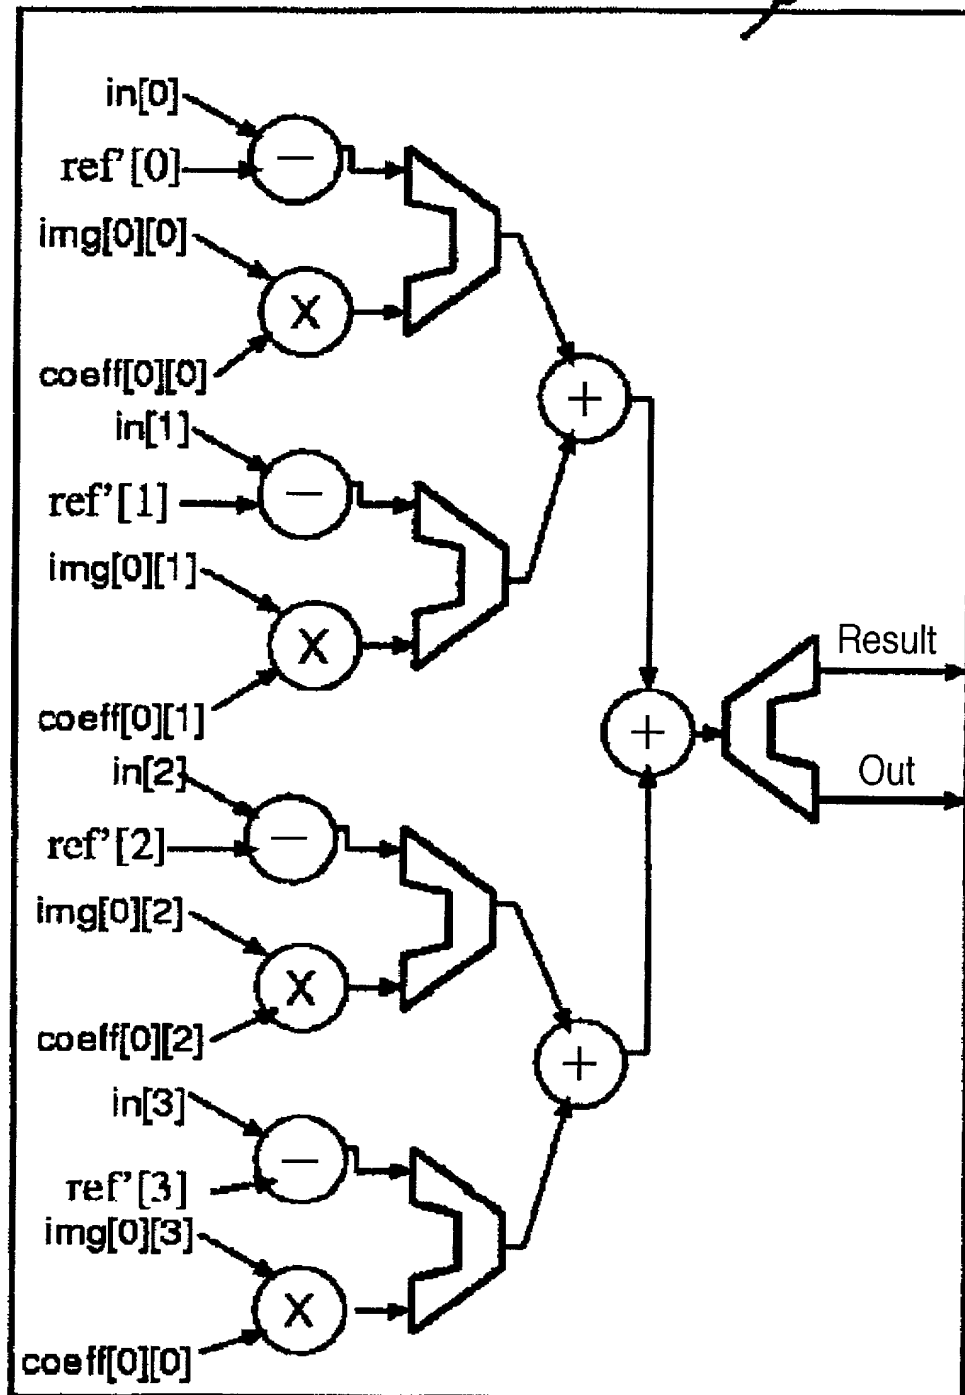 in[0]
ref'[0]
−
img[0][0]
X
coeff[0][0]
+
in[1]
ref'[1]
−
img[0][1]
X
coeff[0][1]
+
Result
Out
in[2]
ref'[2]
−
img[0][2]
X
coeff[0][2]
+
in[3]
ref'[3]
−
img[0][3]
X
coeff[0][0]